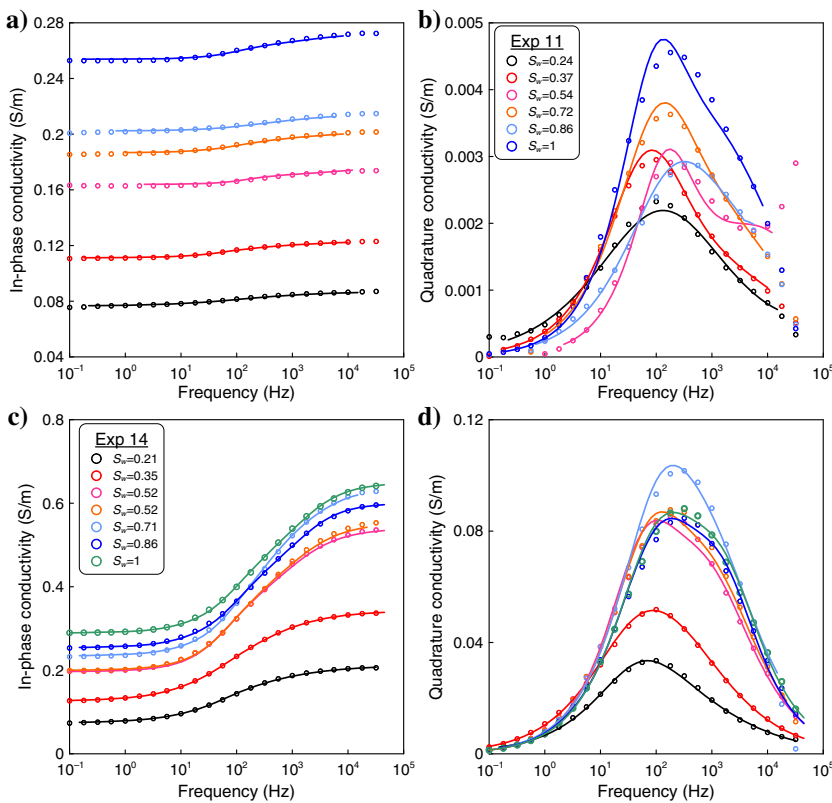 a)
In-phase conductivity (S/m)
0.28
0.24
0.2
0.16
0.12
0.08
0.04
10⁻¹ 10⁰ 10¹ 10² 10³ 10⁴ 10⁵
Frequency (Hz)
b)
Quadrature conductivity (S/m)
0.005
0.004
0.003
0.002
0.001
0
10⁻¹ 10⁰ 10¹ 10² 10³ 10⁴ 10⁵
Frequency (Hz)
Exp 11
Sw=0.24
Sw=0.37
Sw=0.54
Sw=0.72
Sw=0.86
Sw=1
c)
In-phase conductivity (S/m)
0.8
0.6
0.4
0.2
0
10⁻¹ 10⁰ 10¹ 10² 10³ 10⁴ 10⁵
Frequency (Hz)
Exp 14
Sw=0.21
Sw=0.35
Sw=0.52
Sw=0.52
Sw=0.71
Sw=0.86
Sw=1
d)
Quadrature conductivity (S/m)
0.12
0.08
0.04
0
10⁻¹ 10⁰ 10¹ 10² 10³ 10⁴ 10⁵
Frequency (Hz)